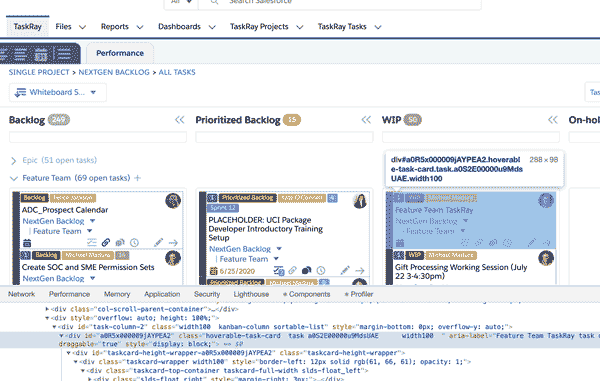 All
Search Salesforce
TaskRay
Files
Reports
Dashboards
TaskRay Projects
TaskRay Tasks
Performance
SINGLE PROJECT > NEXTGEN BACKLOG > ALL TASKS
Whiteboard S...
Tas
Backlog 249
Prioritized Backlog 15
WIP 50
On-hol
Epic (51 open tasks)
Feature Team (69 open tasks) +
div#a0R5x000009jAYPEA2.hoverabl
e-task-card.task.a0S2E00000u9Mds
UAE.width100
288 × 98
Backlog
ADC_Prospect Calendar
NextGen Backlog
Feature Team
1 Backlog Michael Martura
Create SOC and SME Permission Sets
NextGen Backlog
Prioritized Backlog Katy O'Connell 4
Sprint 12
PLACEHOLDER: UCI Package
Developer Introductory Training
Setup
NextGen Backlog
Feature Team
6/25/2020
Prioritized Backlog
Feature Team TaskRay
NextGen Backlog
Feature Team
1 WIP Michael Martura
Gift Processing Working Session (July
22 3-4:30pm)
Network
Performance
Memory
Application
Security
Lighthouse
Components
Profiler
<div class="col-scroll-parent-container">…</div>
<div style="overflow: auto; height: 100%;">
<div id="task-column-2" class="width100 kanban-column sortable-list" style="margin-bottom: 0px; overflow-y: auto;">
<div id="a0R5x000009jAYPEA2" class="hoverable-task-card task a0S2E00000u9MdsUAE width100 " aria-label="Feature Team TaskRay task
draggable="true" style="display: block;"> == $0
<div id="taskcard-height-wrapper-a0R5x000009jAYPEA2" class="taskcard-height-wrapper">
<div class="taskcard-wrapper width100" style="border-left: 12px solid rgb(61, 66, 61); opacity: 1;">
<div class="taskcard-top-container taskcard-full-width slds-float_left">
<div class="slds-float_right" style="margin-right: 3px;">…</div>